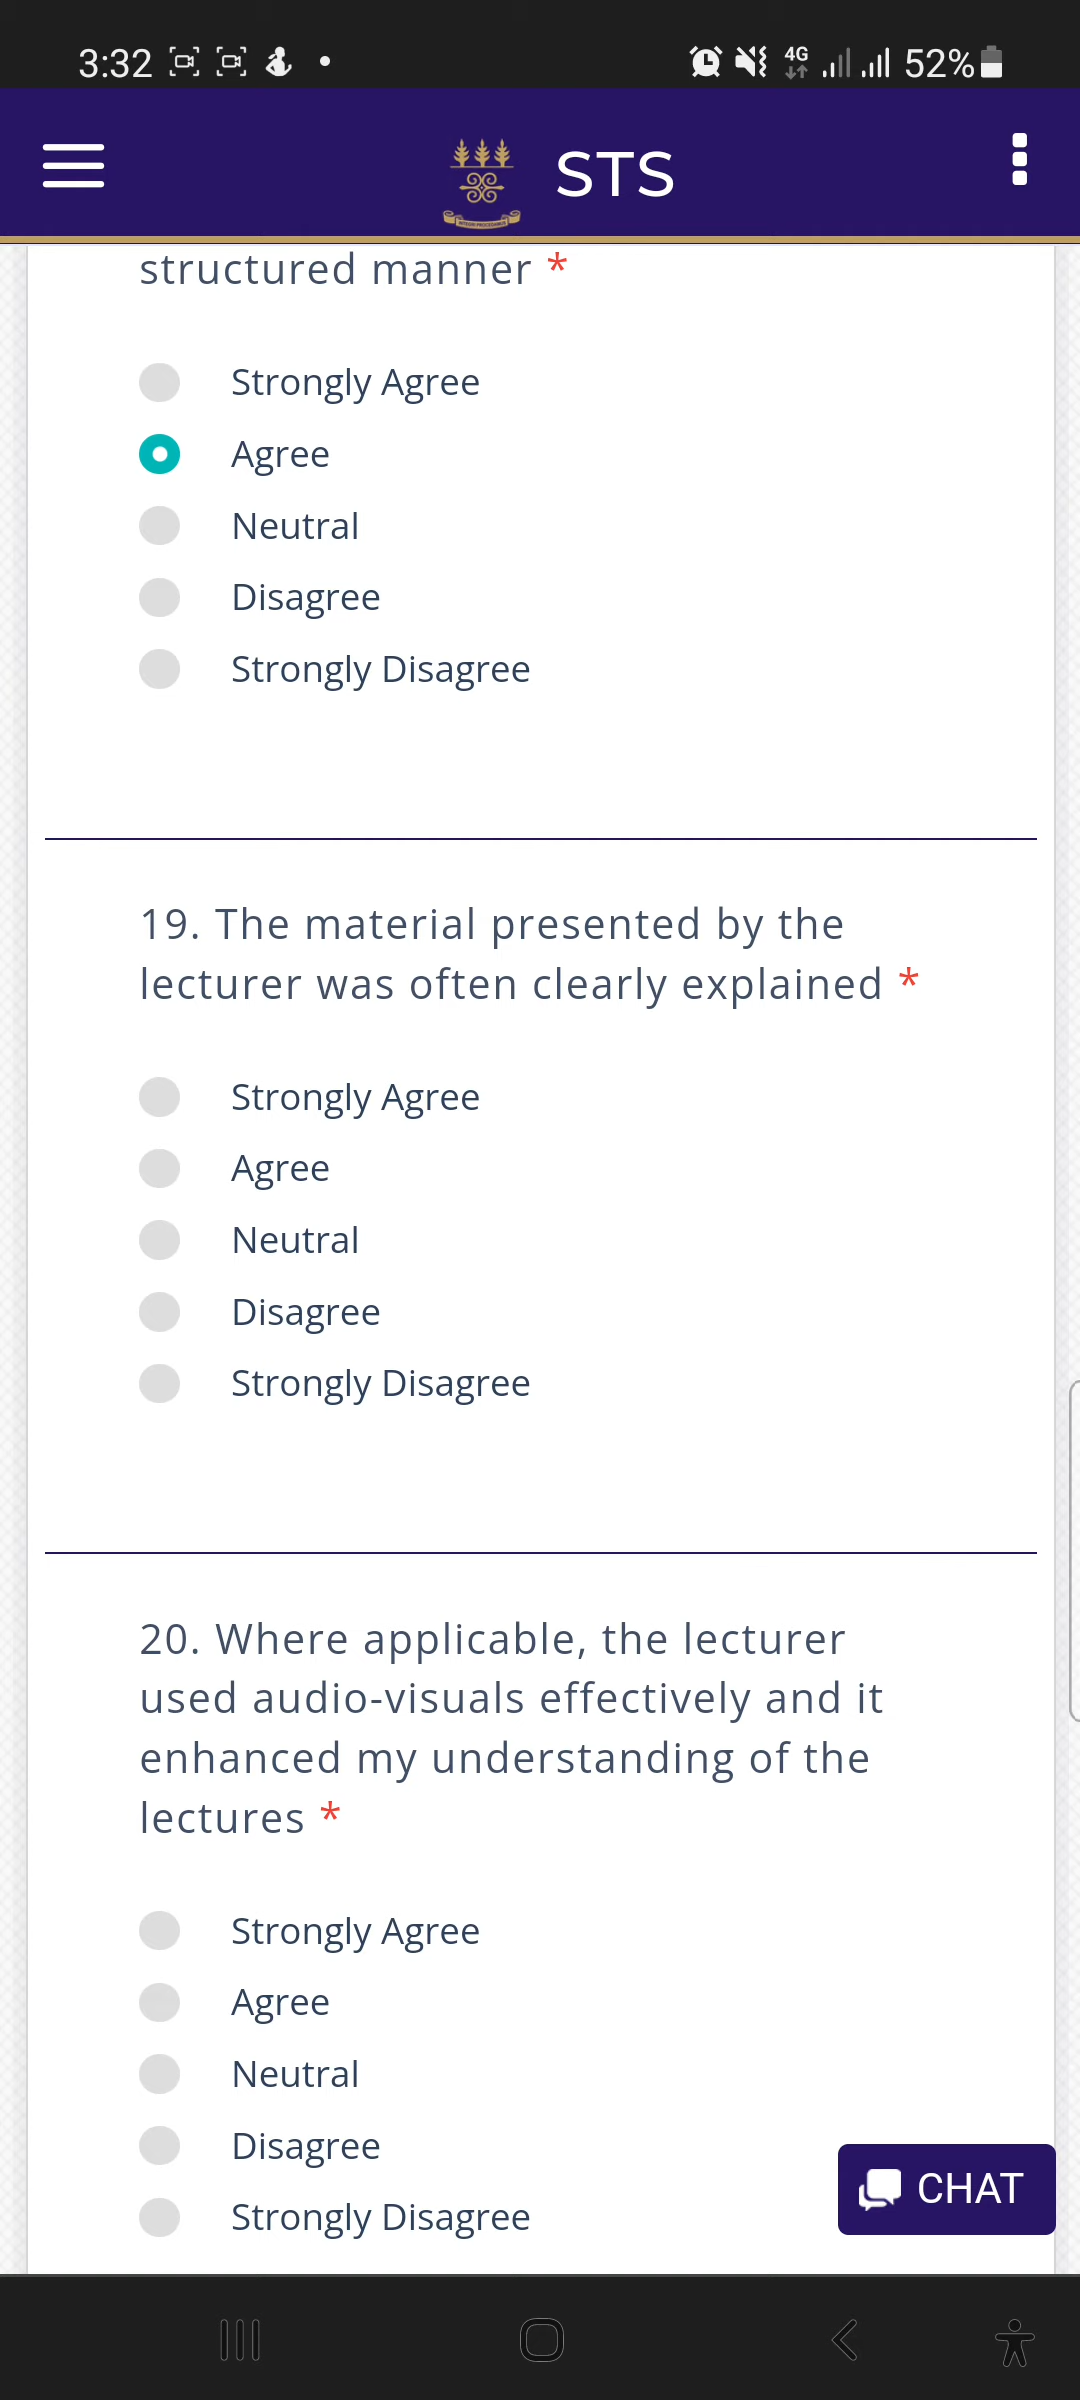 3:32
4G
52%
STS
structured manner *
Strongly Agree
Agree
Neutral
Disagree
Strongly Disagree
19. The material presented by the
lecturer was often clearly explained *
Strongly Agree
Agree
Neutral
Disagree
Strongly Disagree
20. Where applicable, the lecturer
used audio-visuals effectively and it
enhanced my understanding of the
lectures *
Strongly Agree
Agree
Neutral
Disagree
Strongly Disagree
CHAT